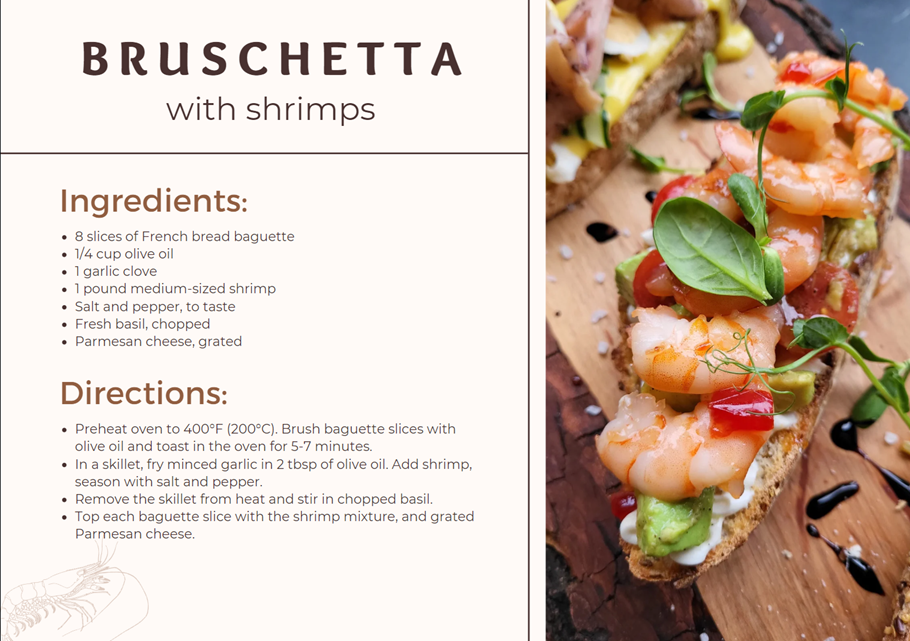 BRUSCHETTA
with shrimps
Ingredients:
• 8 slices of French bread baguette
• 1/4 cup olive oil
• 1 garlic clove
• 1 pound medium-sized shrimp
• Salt and pepper, to taste
• Fresh basil, chopped
• Parmesan cheese, grated
Directions:
• Preheat oven to 400°F (200°C). Brush baguette slices with
olive oil and toast in the oven for 5-7 minutes.
• In a skillet, fry minced garlic in 2 tbsp of olive oil. Add shrimp,
season with salt and pepper.
• Remove the skillet from heat and stir in chopped basil.
• Top each baguette slice with the shrimp mixture, and grated
Parmesan cheese.